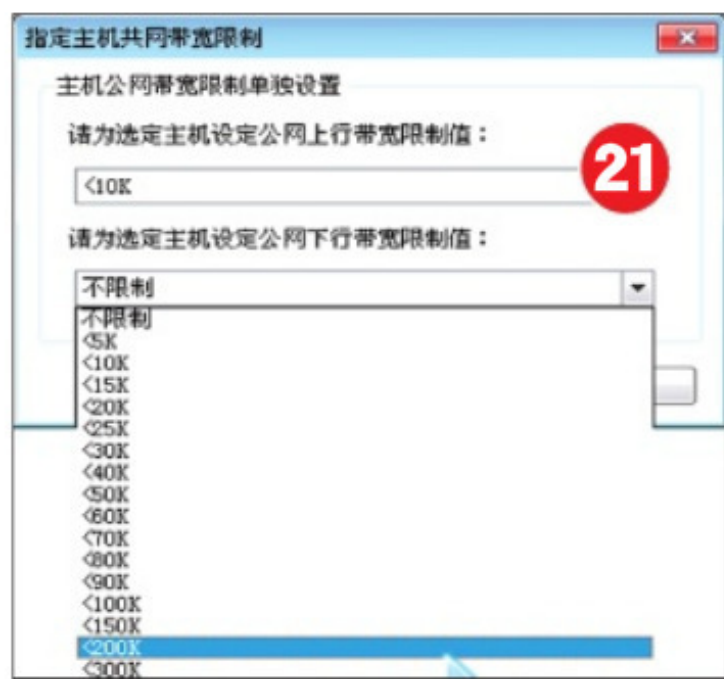 指定主机共网带宽限制
主机公网带宽限制单独设置
请为选定主机设定公网上行带宽限制值：
<10K
21
请为选定主机设定公网下行带宽限制值：
不限制
不限制
<5K
<10K
<15K
<20K
<25K
<30K
<40K
<50K
<60K
<70K
<80K
<90K
<100K
<150K
<200K
<300K